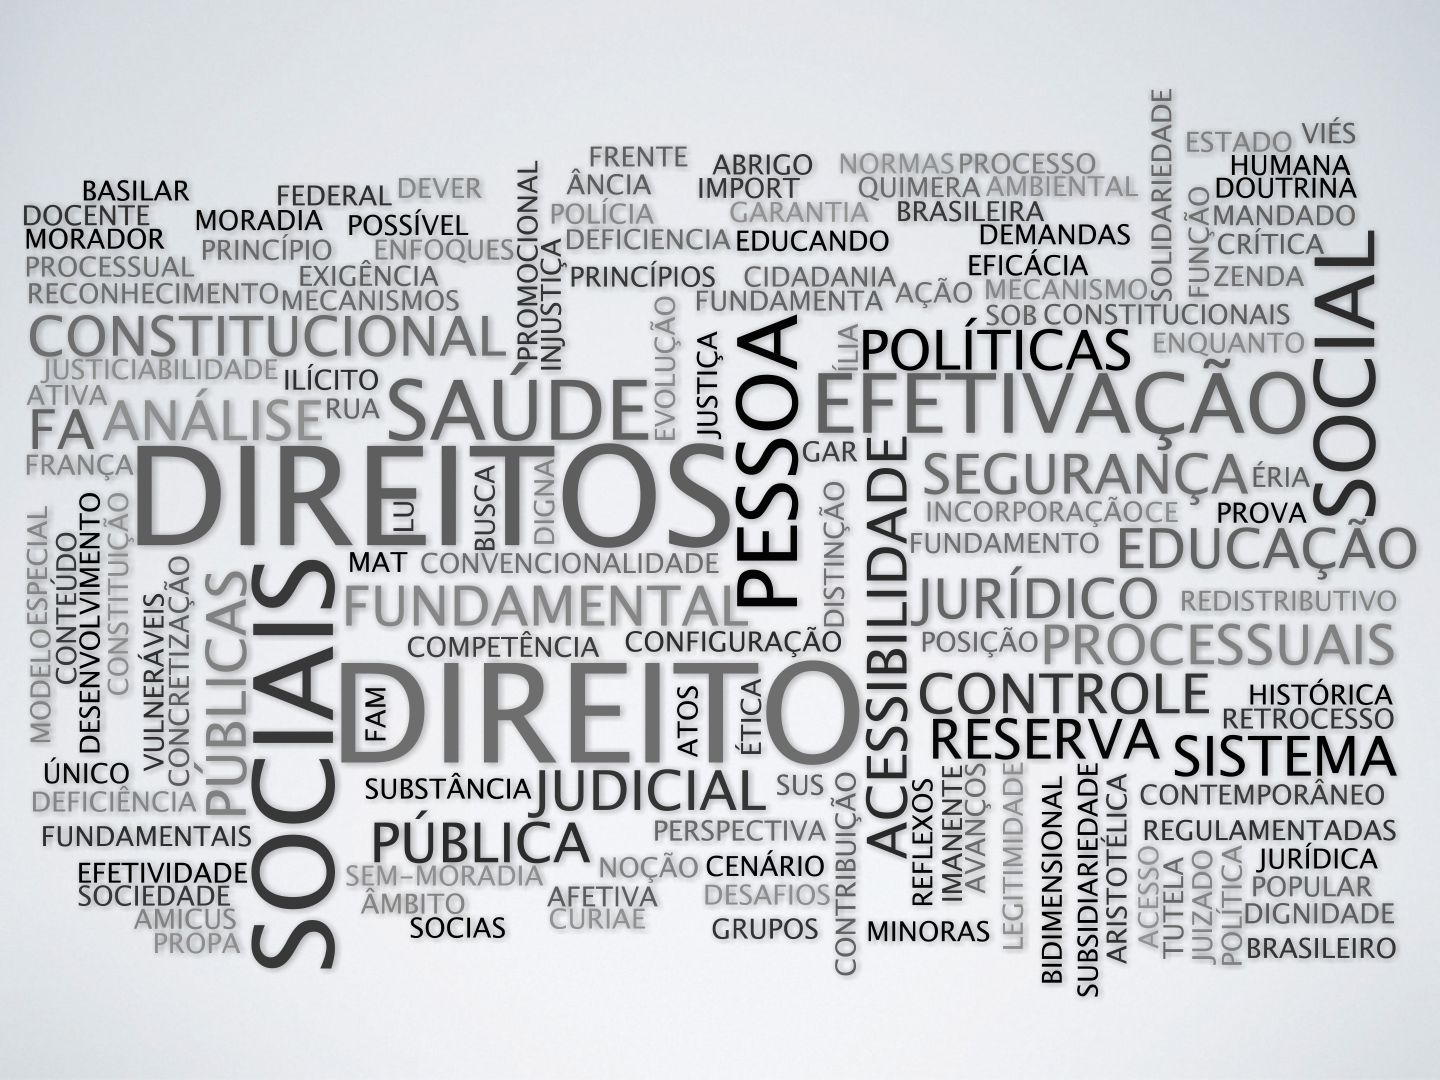 SOLIDARIEDADE
ESTADO
VIÉS
FRENTE
ABRIGO
NORMAS
PROCESSO
HUMANA
BASILAR
FEDERAL
DEVER
ÂNCIA
IMPORT
QUIMERA
AMBIENTAL
DOUTRINA
DOCENTE
MORADIA
POSSÍVEL
PROMOCIONAL
POLÍCIA
GARANTIA
BRASILEIRA
FUNÇÃO
MANDADO
MORADOR
PRINCÍPIO
ENFOQUES
INJUSTIÇA
DEFICIENCIA
EDUCANDO
DEMANDAS
CRÍTICA
PROCESSUAL
EXIGÊNCIA
PRINCÍPIOS
CIDADANIA
EFICÁCIA
ZENDA
RECONHECIMENTO
MECANISMOS
FUNDAMENTA
AÇÃO
MECANISMO
SOCIAL
CONSTITUCIONAL
EVOLUÇÃO
JUSTIÇA
PESSOA
ÍLIA
SOB
CONSTITUCIONAIS
POLÍTICAS
ENQUANTO
JUSTICIABILIDADE
ILÍCITO
SAÚDE
EFETIVAÇÃO
ATIVA
FA
ANÁLISE
RUA
FRANÇA
DIREITOS
LUI
BUSCA
DIGNA
GAR
ACESSIBILIDADE
SEGURANÇA
ÉRIA
MODELO
ESPECIAL
CONTEÚDO
DESENVOLVIMENTO
CONSTITUIÇÃO
DISTINÇÃO
INCORPORAÇÃO
CE
PROVA
MAT
CONVENCIONALIDADE
FUNDAMENTO
EDUCAÇÃO
VULNERÁVEIS
CONCRETIZAÇÃO
PÚBLICAS
SOCIAIS
FUNDAMENTAL
JURÍDICO
REDISTRIBUTIVO
COMPETÊNCIA
CONFIGURAÇÃO
POSIÇÃO
PROCESSUAIS
DIREITO
FAM
ATOS
ÉTICA
CONTROLE
HISTÓRICA
RETROCESSO
RESERVA
SISTEMA
ÚNICO
DEFICIÊNCIA
SUBSTÂNCIA
JUDICIAL
SUS
CONTRIBUIÇÃO
REFLEXOS
IMANENTE
AVANÇOS
LEGITIMIDADE
BIDIMENSIONAL
SUBSIDIARIEDADE
ARISTOTÉLICA
CONTEMPORÂNEO
FUNDAMENTAIS
PÚBLICA
PERSPECTIVA
REGULAMENTADAS
EFETIVIDADE
SEM-MORADIA
NOÇÃO
CENÁRIO
ACESSO
TUTELA
JUIZADO
POLÍTICA
JURÍDICA
SOCIEDADE
ÂMBITO
AFETIVA
DESAFIOS
POPULAR
AMICUS
CURIAE
DIGNIDADE
SOCIAS
GRUPOS
MINORAS
PROPA
BRASILEIRO